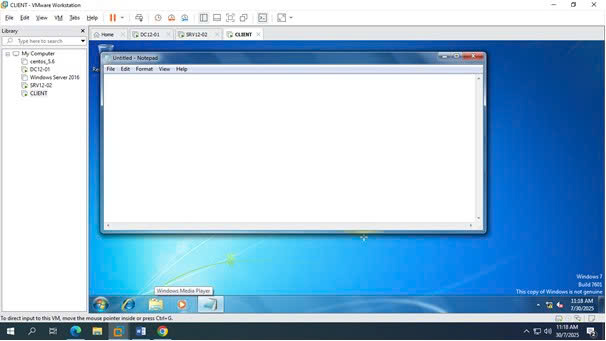 CLIENT - VMware Workstation
File Edit View VM Tabs Help
Library
Type here to search
Home DC12-01 SRV12-02 CLIENT
My Computer
centos_5.6
DC12-01
Windows Server 2016
SRV12-02
CLIENT
Untitled - Notepad
File Edit Format View Help
Windows 7
Build 7601
This copy of Windows is not genuine
Windows Media Player
11:18 AM
7/30/2025
To direct input to this VM, move the mouse pointer inside or press Ctrl+G.
11:18 AM
30/7/2025